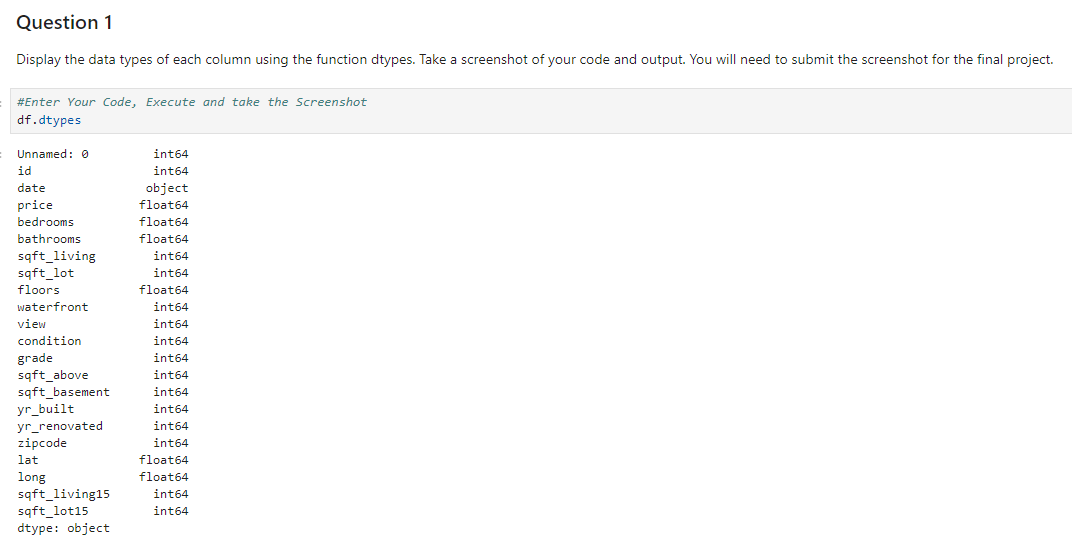 Question 1
Display the data types of each column using the function dtypes. Take a screenshot of your code and output. You will need to submit the screenshot for the final project.
#Enter Your Code, Execute and take the Screenshot
df.dtypes
Unnamed: 0 int64
id int64
date object
price float64
bedrooms float64
bathrooms float64
sqft_living int64
sqft_lot int64
floors float64
waterfront int64
view int64
condition int64
grade int64
sqft_above int64
sqft_basement int64
yr_built int64
yr_renovated int64
zipcode int64
lat float64
long float64
sqft_living15 int64
sqft_lot15 int64
dtype: object